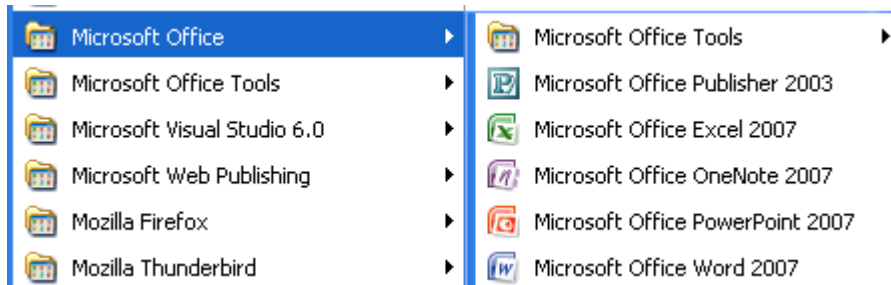 Microsoft Office
Microsoft Office Tools
Microsoft Visual Studio 6.0
Microsoft Web Publishing
Mozilla Firefox
Mozilla Thunderbird
Microsoft Office Tools
Microsoft Office Publisher 2003
Microsoft Office Excel 2007
Microsoft Office OneNote 2007
Microsoft Office PowerPoint 2007
Microsoft Office Word 2007